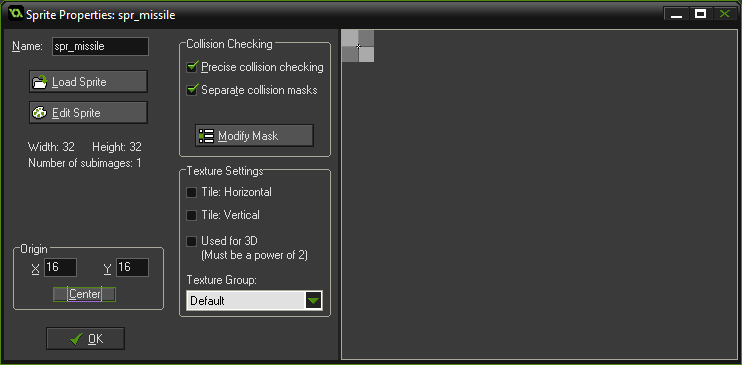 Sprite Properties: spr_missile
Name: spr_missile
Load Sprite
Edit Sprite
Width: 32 Height: 32
Number of subimages: 1
Origin
X 16 Y 16
Center
OK
Collision Checking
Precise collision checking
Separate collision masks
Modify Mask
Texture Settings
Tile: Horizontal
Tile: Vertical
Used for 3D
(Must be a power of 2)
Texture Group:
Default